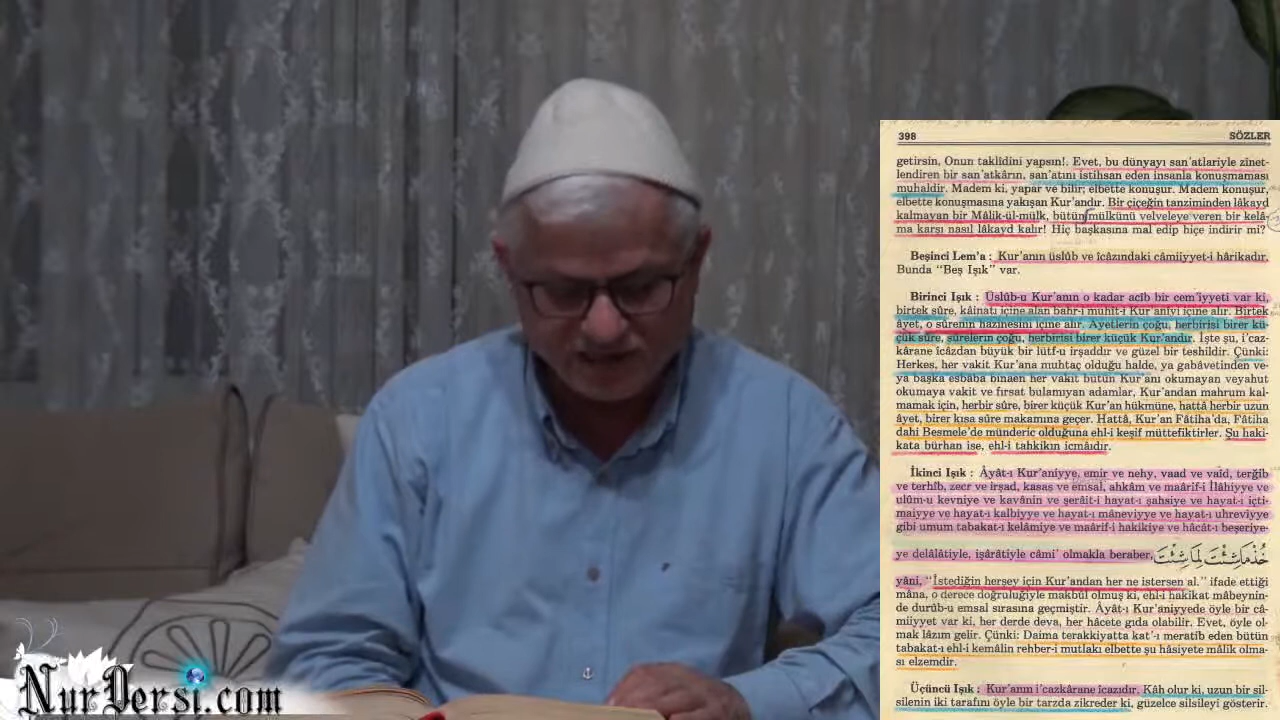 398 SÖZLER
getirsin, Onun taklîdini yapsın!. Evet, bu dünyayı san'atlariyle zînet-
lendiren bir san'atkârın, san'atını istihsan eden insanla konuşmaması
muhaldir. Madem ki, yapar ve bilir; elbette konuşur. Madem konuşur,
elbette konuşmasına yakışan Kur'andır. Bir çiçeğin tanziminden lâkayd
kalmayan bir Mâlik-ül-mülk, bütün mülkünü velveleye veren bir kelâ-
ma karşı nasıl lâkayd kalır! Hiç başkasına mal edip hiçe indirir mi?
Beşinci Lem'a : Kur'anın üslûb ve îcâzındaki câmiiyyet-i hârikadır.
Bunda "Beş Işık" var.
Birinci Işık : Üslûb-u Kur'anın o kadar acîb bir cem'iyyeti var ki,
birtek sûre, kâinatı içine alan bahr-ı muhît-ı Kur'anîyi içine alır. Birtek
âyet, o sûrenin hazînesini içine alır. Âyetlerin çoğu, herbirisi birer kü-
çük sûre, sûrelerin çoğu, herbirisi birer küçük Kur'andır. İşte şu, i'caz-
kârane îcâzdan büyük bir lûtf-u irşaddır ve güzel bir teshildir. Çünki:
Herkes, her vakit Kur'ana muhtaç olduğu halde, ya gabâvetinden ve-
ya başka esbaba binaen her vakit bütün Kur'anı okumayan veyahut
okumaya vakit ve fırsat bulamıyan adamlar, Kur'andan mahrum kal-
mamak için, herbir sûre, birer küçük Kur'an hükmüne, hattâ herbir uzun
âyet, birer kısa sûre makamına geçer. Hattâ, Kur'an Fâtiha'da, Fâtiha
dahi Besmele'de münderic olduğuna ehl-i keşif müttefiktirler. Şu haki-
kata bürhan ise, ehl-i tahkikın icmâıdır.
İkinci Işık : Âyât-ı Kur'aniyye, emir ve nehy, vaad ve vaîd, terğîb
ve terhîb, zecr ve irşad, kasas ve emsal, ahkâm ve maârif-i İlâhiyye ve
ulûm-u kevniye ve kavânin ve şerâit-i hayat-ı şahsiye ve hayat-ı içti-
maiyye ve hayat-ı kalbiyye ve hayat-ı mâneviyye ve hayat-ı uhreviyye
gibi umum tabakat-ı kelâmiye ve maârif-i hakikiye ve hâcât-ı beşeriye-
ye delâlâtiyle, işârâtiyle câmi' olmakla beraber, خُذْ مَا شِئْتَ لِمَا شِئْتَ
yâni, "İstediğin herşey için Kur'andan her ne istersen al." ifade ettiği
mâna, o derece doğruluğiyle makbûl olmuş ki, ehl-i hakikat mâbeynin-
de durûb-u emsal sırasına geçmiştir. Âyât-ı Kur'aniyyede öyle bir câ-
miiyyet var ki, her derde deva, her hâcete gıda olabilir. Evet, öyle ol-
mak lâzım gelir. Çünki: Daima terakkiyatta kat'-ı meratib eden bütün
tabakat-ı ehl-i kemâlin rehber-i mutlakı elbette şu hâsiyete mâlik olma-
sı elzemdir.
Üçüncü Işık : Kur'anın i'cazkârane îcazıdır. Kâh olur ki, uzun bir sil-
silenin iki tarafını öyle bir tarzda zikreder ki, güzelce silsileyi gösterir.
NurDersi.com